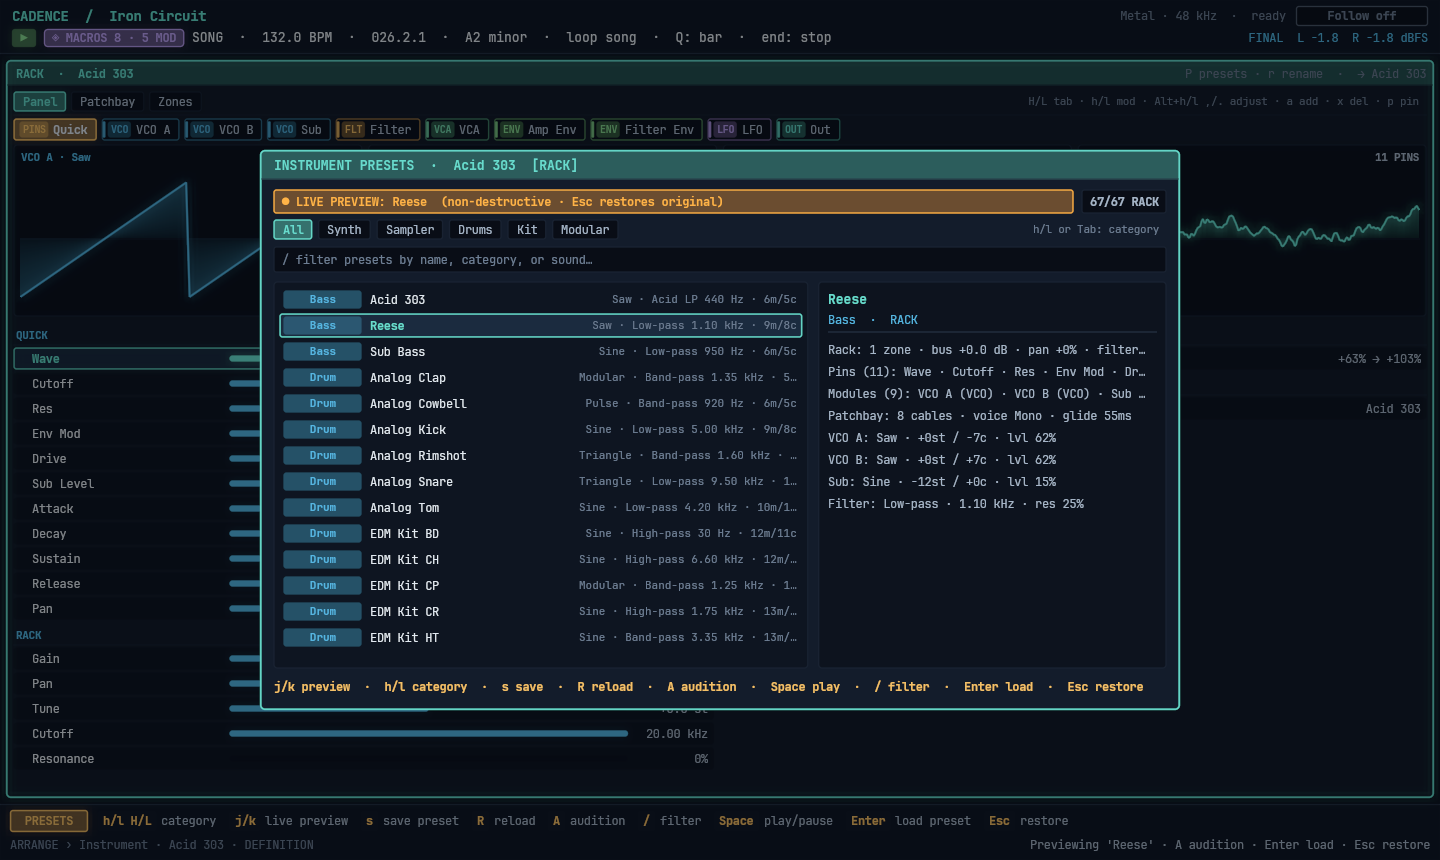 CADENCE / Iron Circuit
Metal · 48 kHz · ready Follow off
▶ ◈ MACROS 8 · 5 MOD SONG · 132.0 BPM · 026.2.1 · A2 minor · loop song · Q: bar · end: stop
FINAL L -1.8 R -1.8 dBFS
RACK · Acid 303
P presets · r rename · → Acid 303
Panel Patchbay Zones
H/L tab · h/l mod · Alt+h/l ,/. adjust · a add · x del · p pin
PINS Quick VCO VCO A VCO VCO B VCO Sub FLT Filter VCA VCA ENV Amp Env ENV Filter Env LFO LFO OUT Out
VCO A · Saw
11 PINS
INSTRUMENT PRESETS · Acid 303 [RACK]
● LIVE PREVIEW: Reese (non-destructive · Esc restores original)
67/67 RACK
All Synth Sampler Drums Kit Modular
h/l or Tab: category
/ filter presets by name, category, or sound…
Bass Acid 303 Saw · Acid LP 440 Hz · 6m/5c
Bass Reese Saw · Low-pass 1.10 kHz · 9m/8c
Bass Sub Bass Sine · Low-pass 950 Hz · 6m/5c
Drum Analog Clap Modular · Band-pass 1.35 kHz · 5…
Drum Analog Cowbell Pulse · Band-pass 920 Hz · 6m/5c
Drum Analog Kick Sine · Low-pass 5.00 kHz · 9m/8c
Drum Analog Rimshot Triangle · Band-pass 1.60 kHz · …
Drum Analog Snare Triangle · Low-pass 9.50 kHz · 1…
Drum Analog Tom Sine · Low-pass 4.20 kHz · 10m/1…
Drum EDM Kit BD Sine · High-pass 30 Hz · 12m/11c
Drum EDM Kit CH Sine · High-pass 6.60 kHz · 12m/…
Drum EDM Kit CP Modular · Band-pass 1.25 kHz · 1…
Drum EDM Kit CR Sine · High-pass 1.75 kHz · 13m/…
Drum EDM Kit HT Sine · Band-pass 3.35 kHz · 13m/…
Reese
Bass · RACK
Rack: 1 zone · bus +0.0 dB · pan +0% · filter…
Pins (11): Wave · Cutoff · Res · Env Mod · Dr…
Modules (9): VCO A (VCO) · VCO B (VCO) · Sub …
Patchbay: 8 cables · voice Mono · glide 55ms
VCO A: Saw · +0st / -7c · lvl 62%
VCO B: Saw · +0st / +7c · lvl 62%
Sub: Sine · -12st / +0c · lvl 15%
Filter: Low-pass · 1.10 kHz · res 25%
j/k preview · h/l category · s save · R reload · A audition · Space play · / filter · Enter load · Esc restore
QUICK
Wave
Cutoff
Res
Env Mod
Drive
Sub Level
Attack
Decay
Sustain
Release
Pan
+63% → +103%
Acid 303
RACK
Gain
Pan
Tune
Cutoff 20.00 kHz
Resonance 0%
PRESETS h/l H/L category j/k live preview s save preset R reload A audition / filter Space play/pause Enter load preset Esc restore
ARRANGE › Instrument · Acid 303 · DEFINITION
Previewing 'Reese' · A audition · Enter load · Esc restore